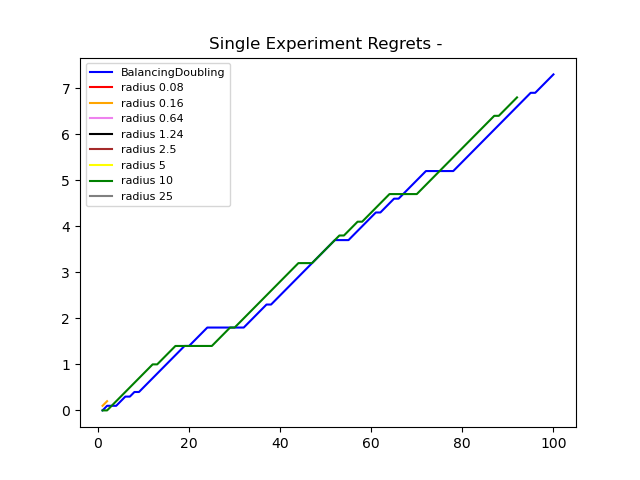 Single Experiment Regrets -
BalancingDoubling
radius 0.08
radius 0.16
radius 0.64
radius 1.24
radius 2.5
radius 5
radius 10
radius 25
7
6
5
4
3
2
1
0
0 20 40 60 80 100